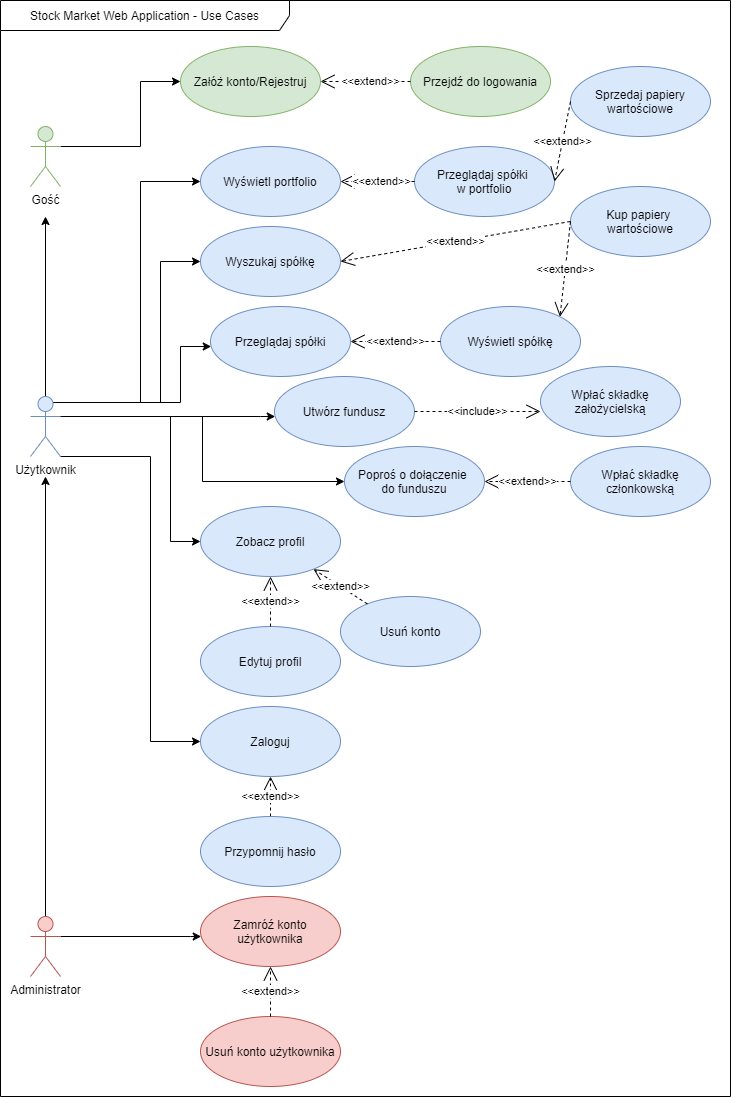 Stock Market Web Application - Use Cases
Załóż konto/Rejestruj
<<extend>>
Przejdź do logowania
Sprzedaj papiery
wartościowe
<<extend>>
Gość
Wyświetl portfolio
<<extend>>
Przeglądaj spółki
w portfolio
Kup papiery
wartościowe
Wyszukaj spółkę
<<extend>>
<<extend>>
Przeglądaj spółki
<<extend>>
Wyświetl spółkę
Użytkownik
Utwórz fundusz
<<include>>
Wpłać składkę
założycielską
Poproś o dołączenie
do funduszu
<<extend>>
Wpłać składkę
członkowską
Zobacz profil
<<extend>>
<<extend>>
Usuń konto
Edytuj profil
Zaloguj
<<extend>>
Przypomnij hasło
Administrator
Zamróź konto
użytkownika
<<extend>>
Usuń konto użytkownika